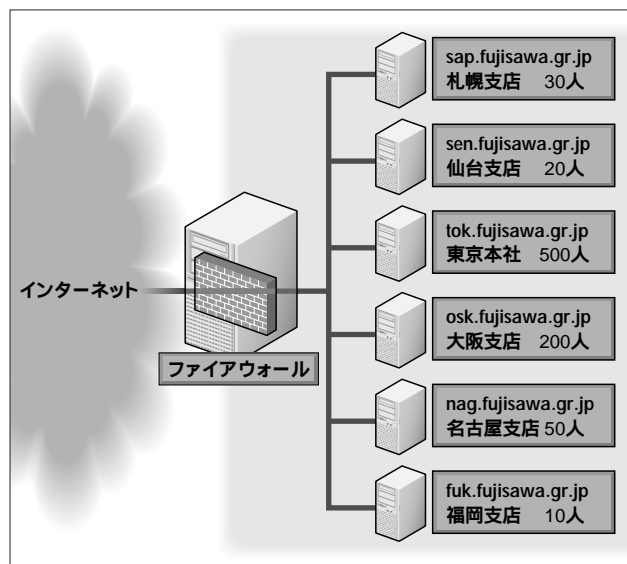 sap.fujisawa.gr.jp
札幌支店 30人
sen.fujisawa.gr.jp
仙台支店 20人
tok.fujisawa.gr.jp
東京本社 500人
インターネット
osk.fujisawa.gr.jp
大阪支店 200人
ファイアウォール
nag.fujisawa.gr.jp
名古屋支店 50人
fuk.fujisawa.gr.jp
福岡支店 10人